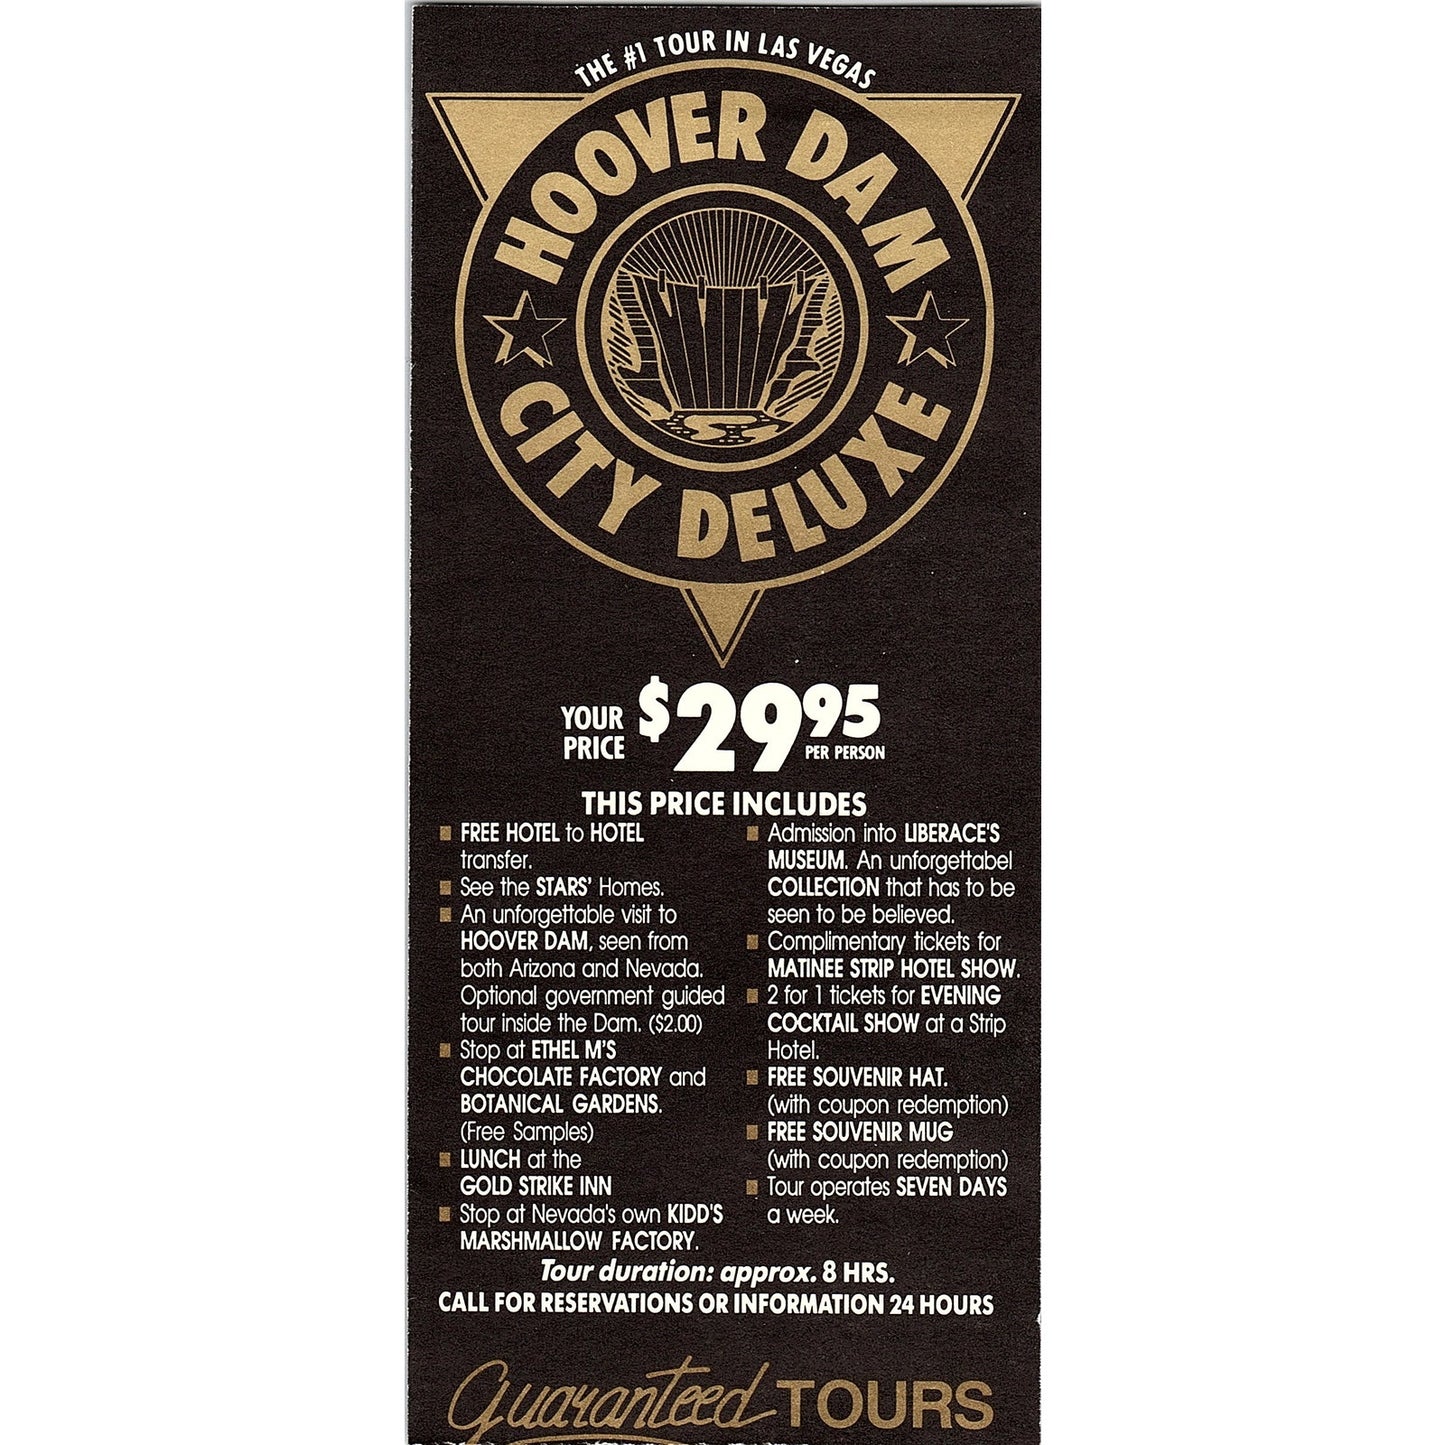 THE #1 TOUR IN LAS VEGAS
HOOVER DAM
CITY DELUXE
YOUR PRICE $29.95 PER PERSON
THIS PRICE INCLUDES
FREE HOTEL to HOTEL
transfer.
See the STARS' Homes.
An unforgettable visit to
HOOVER DAM, seen from
both Arizona and Nevada.
Optional government guided
tour inside the Dam. ($2.00)
Stop at ETHEL M'S
CHOCOLATE FACTORY and
BOTANICAL GARDENS.
(Free Samples)
LUNCH at the
GOLD STRIKE INN
Stop at Nevada's own KIDD'S
MARSHMALLOW FACTORY.
Admission into LIBERACE'S
MUSEUM. An unforgettabel
COLLECTION that has to be
seen to be believed.
Complimentary tickets for
MATINEE STRIP HOTEL SHOW.
2 for 1 tickets for EVENING
COCKTAIL SHOW at a Strip
Hotel.
FREE SOUVENIR HAT.
(with coupon redemption)
FREE SOUVENIR MUG
(with coupon redemption)
Tour operates SEVEN DAYS
a week.
Tour duration: approx. 8 HRS.
CALL FOR RESERVATIONS OR INFORMATION 24 HOURS
Guaranteed TOURS